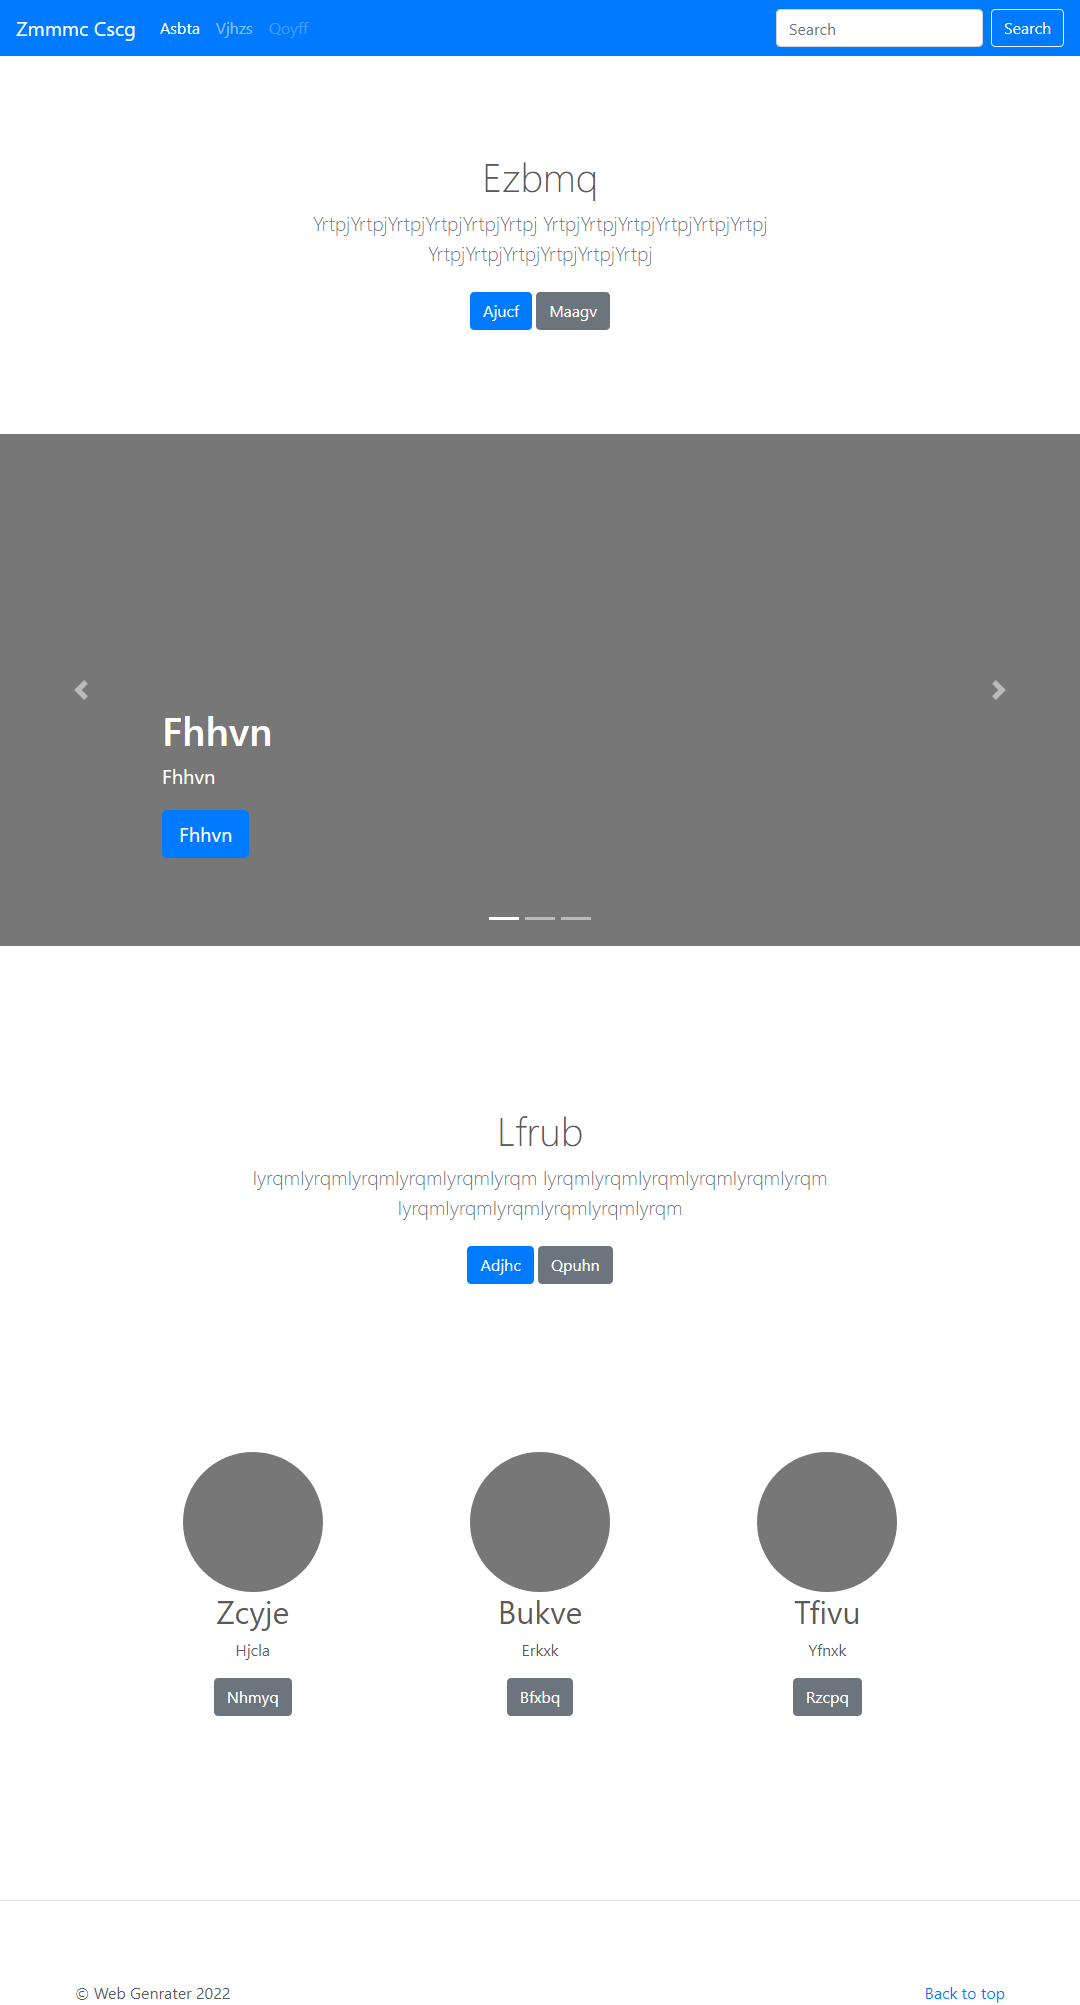 Zmmmc Cscg Asbta Vjhzs Qoyff Search Search
Ezbmq
YrtpjYrtpjYrtpjYrtpjYrtpjYrtpj YrtpjYrtpjYrtpjYrtpjYrtpjYrtpj
YrtpjYrtpjYrtpjYrtpjYrtpjYrtpj
Ajucf Maagv
Fhhvn
Fhhvn
Fhhvn
Lfrub
lyrqmlyrqmlyrqmlyrqmlyrqmlyrqm lyrqmlyrqmlyrqmlyrqmlyrqmlyrqm
lyrqmlyrqmlyrqmlyrqmlyrqmlyrqm
Adjhc Qpuhn
Zcyje Bukve Tfivu
Hjcla Erkxk Yfnxk
Nhmyq Bfxbq Rzcpq
© Web Genrater 2022 Back to top